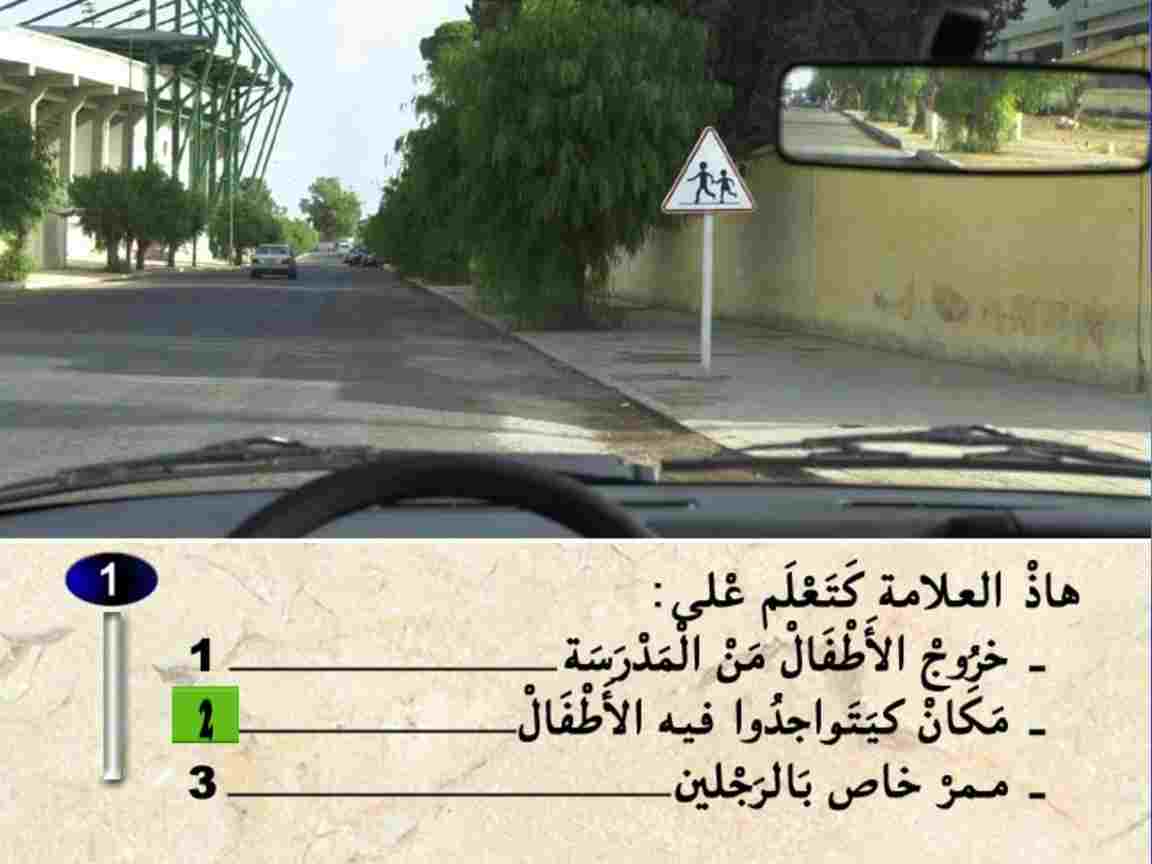 1
هاذْ العلامة كَتَعْلَم عْلى:
- خرُوجْ الأَطْفَالْ مَنْ الْمَدْرَسَة 1
- مَكَانْ كيَتَواجدُوا فيه الأَطْفَالْ 2
- ممرْ خاص بَالرَجْلين 3